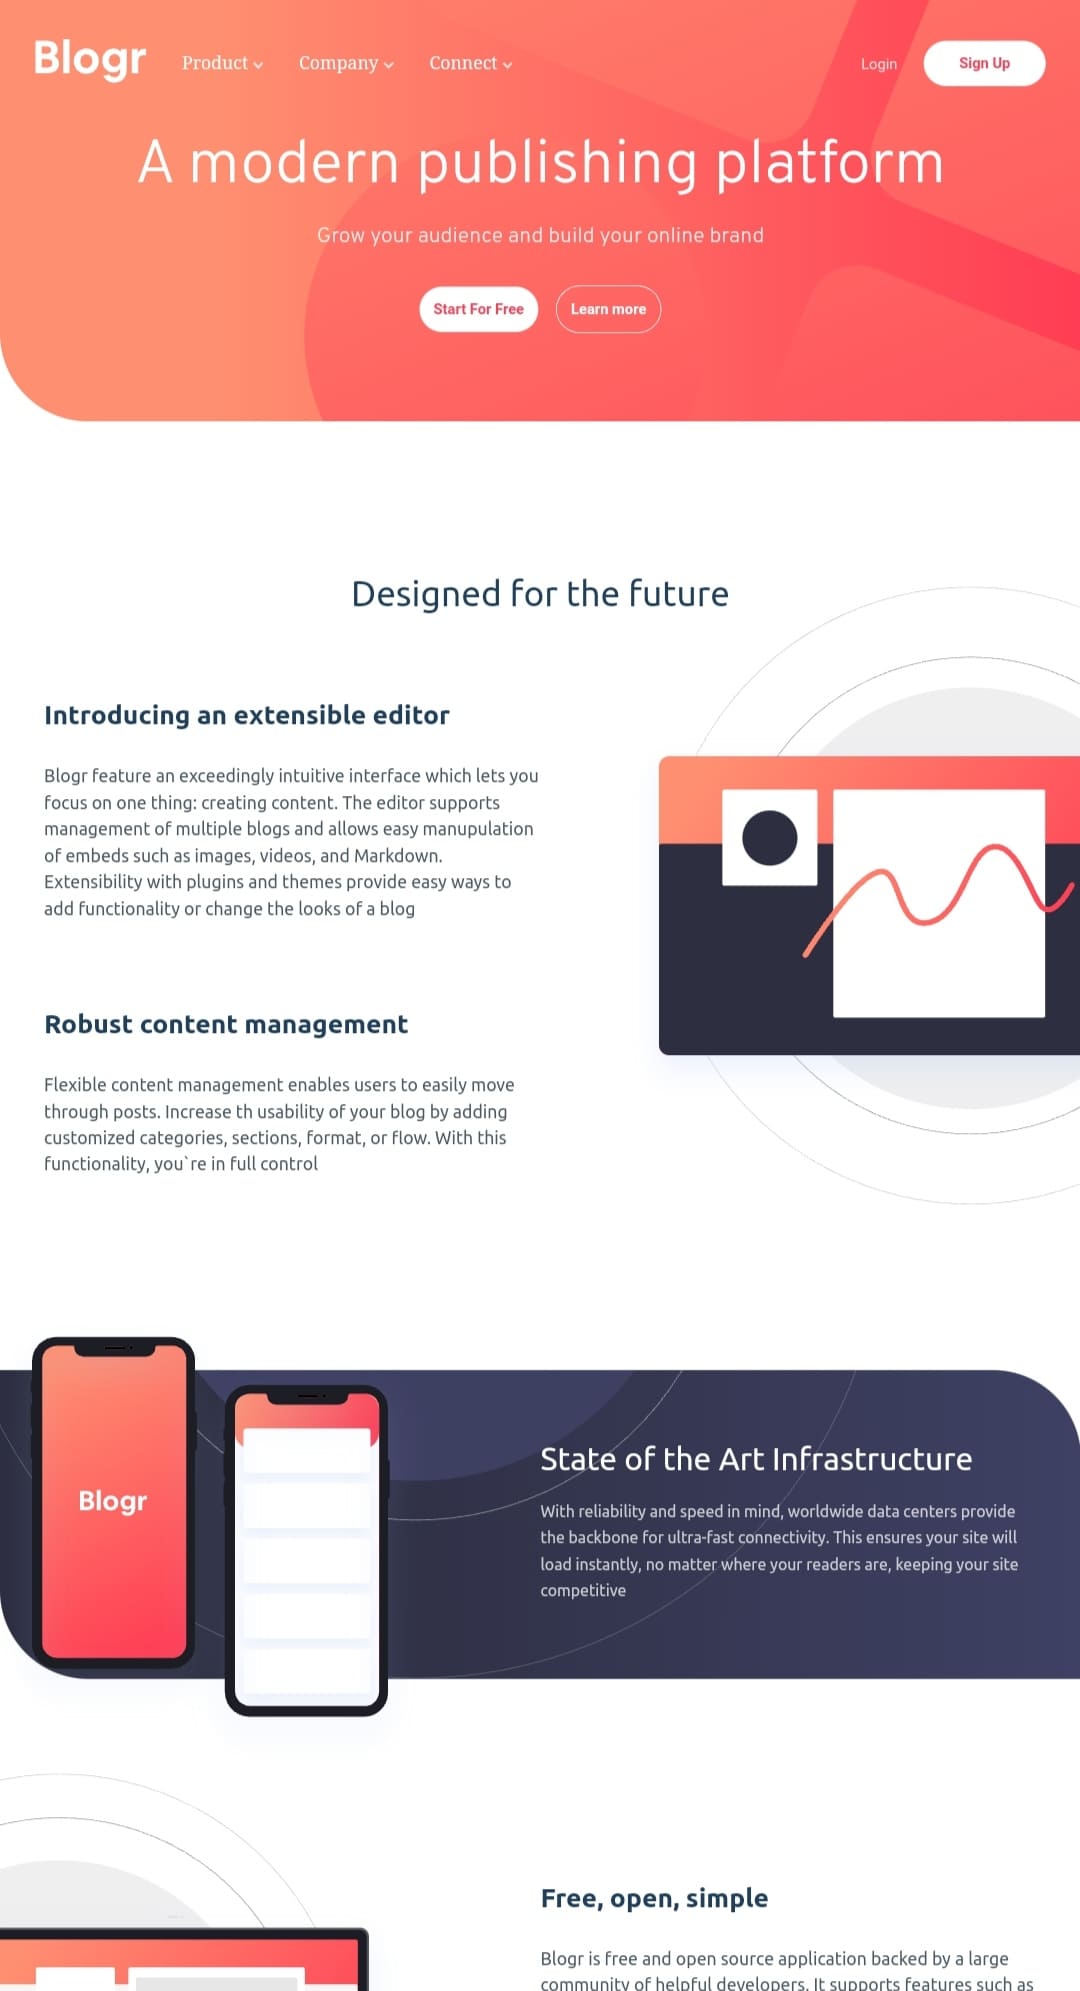 Blogr Product Company Connect Login Sign Up
A modern publishing platform
Grow your audience and build your online brand
Start For Free Learn more
Designed for the future
Introducing an extensible editor
Blogr feature an exceedingly intuitive interface which lets you
focus on one thing: creating content. The editor supports
management of multiple blogs and allows easy manupulation
of embeds such as images, videos, and Markdown.
Extensibility with plugins and themes provide easy ways to
add functionality or change the looks of a blog
Robust content management
Flexible content management enables users to easily move
through posts. Increase th usability of your blog by adding
customized categories, sections, format, or flow. With this
functionality, you`re in full control
Blogr
State of the Art Infrastructure
With reliability and speed in mind, worldwide data centers provide
the backbone for ultra-fast connectivity. This ensures your site will
load instantly, no matter where your readers are, keeping your site
competitive
Free, open, simple
Blogr is free and open source application backed by a large
community of helpful developers. It supports features such as